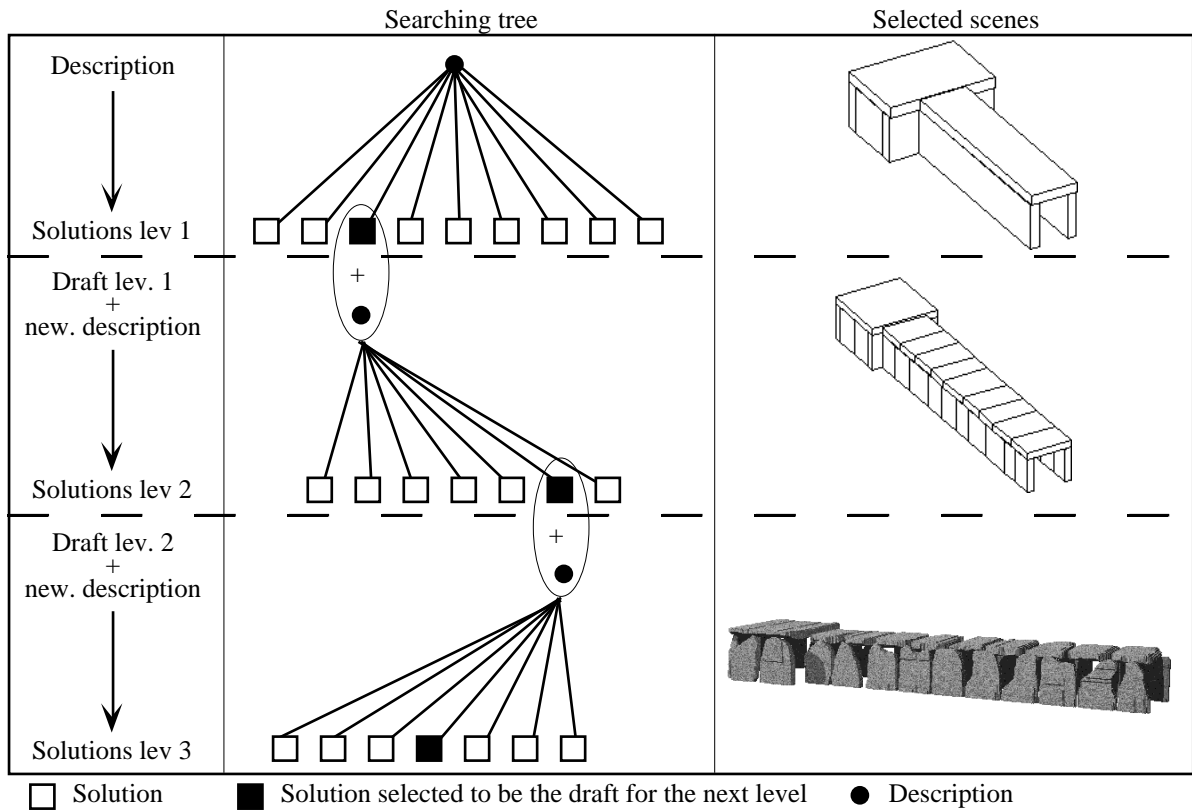 Searching tree
Selected scenes
Description
Solutions lev 1
+
Draft lev. 1
+
new. description
Solutions lev 2
+
Draft lev. 2
+
new. description
Solutions lev 3
Solution
Solution selected to be the draft for the next level
Description